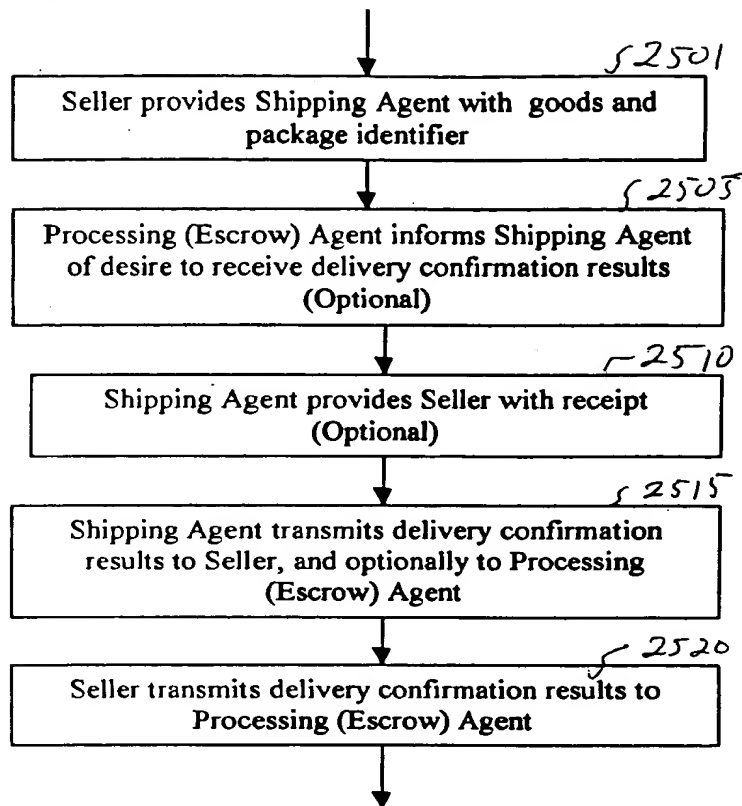 2501
Seller provides Shipping Agent with goods and
package identifier
2505
Processing (Escrow) Agent informs Shipping Agent
of desire to receive delivery confirmation results
(Optional)
2510
Shipping Agent provides Seller with receipt
(Optional)
2515
Shipping Agent transmits delivery confirmation
results to Seller, and optionally to Processing
(Escrow) Agent
2520
Seller transmits delivery confirmation results to
Processing (Escrow) Agent